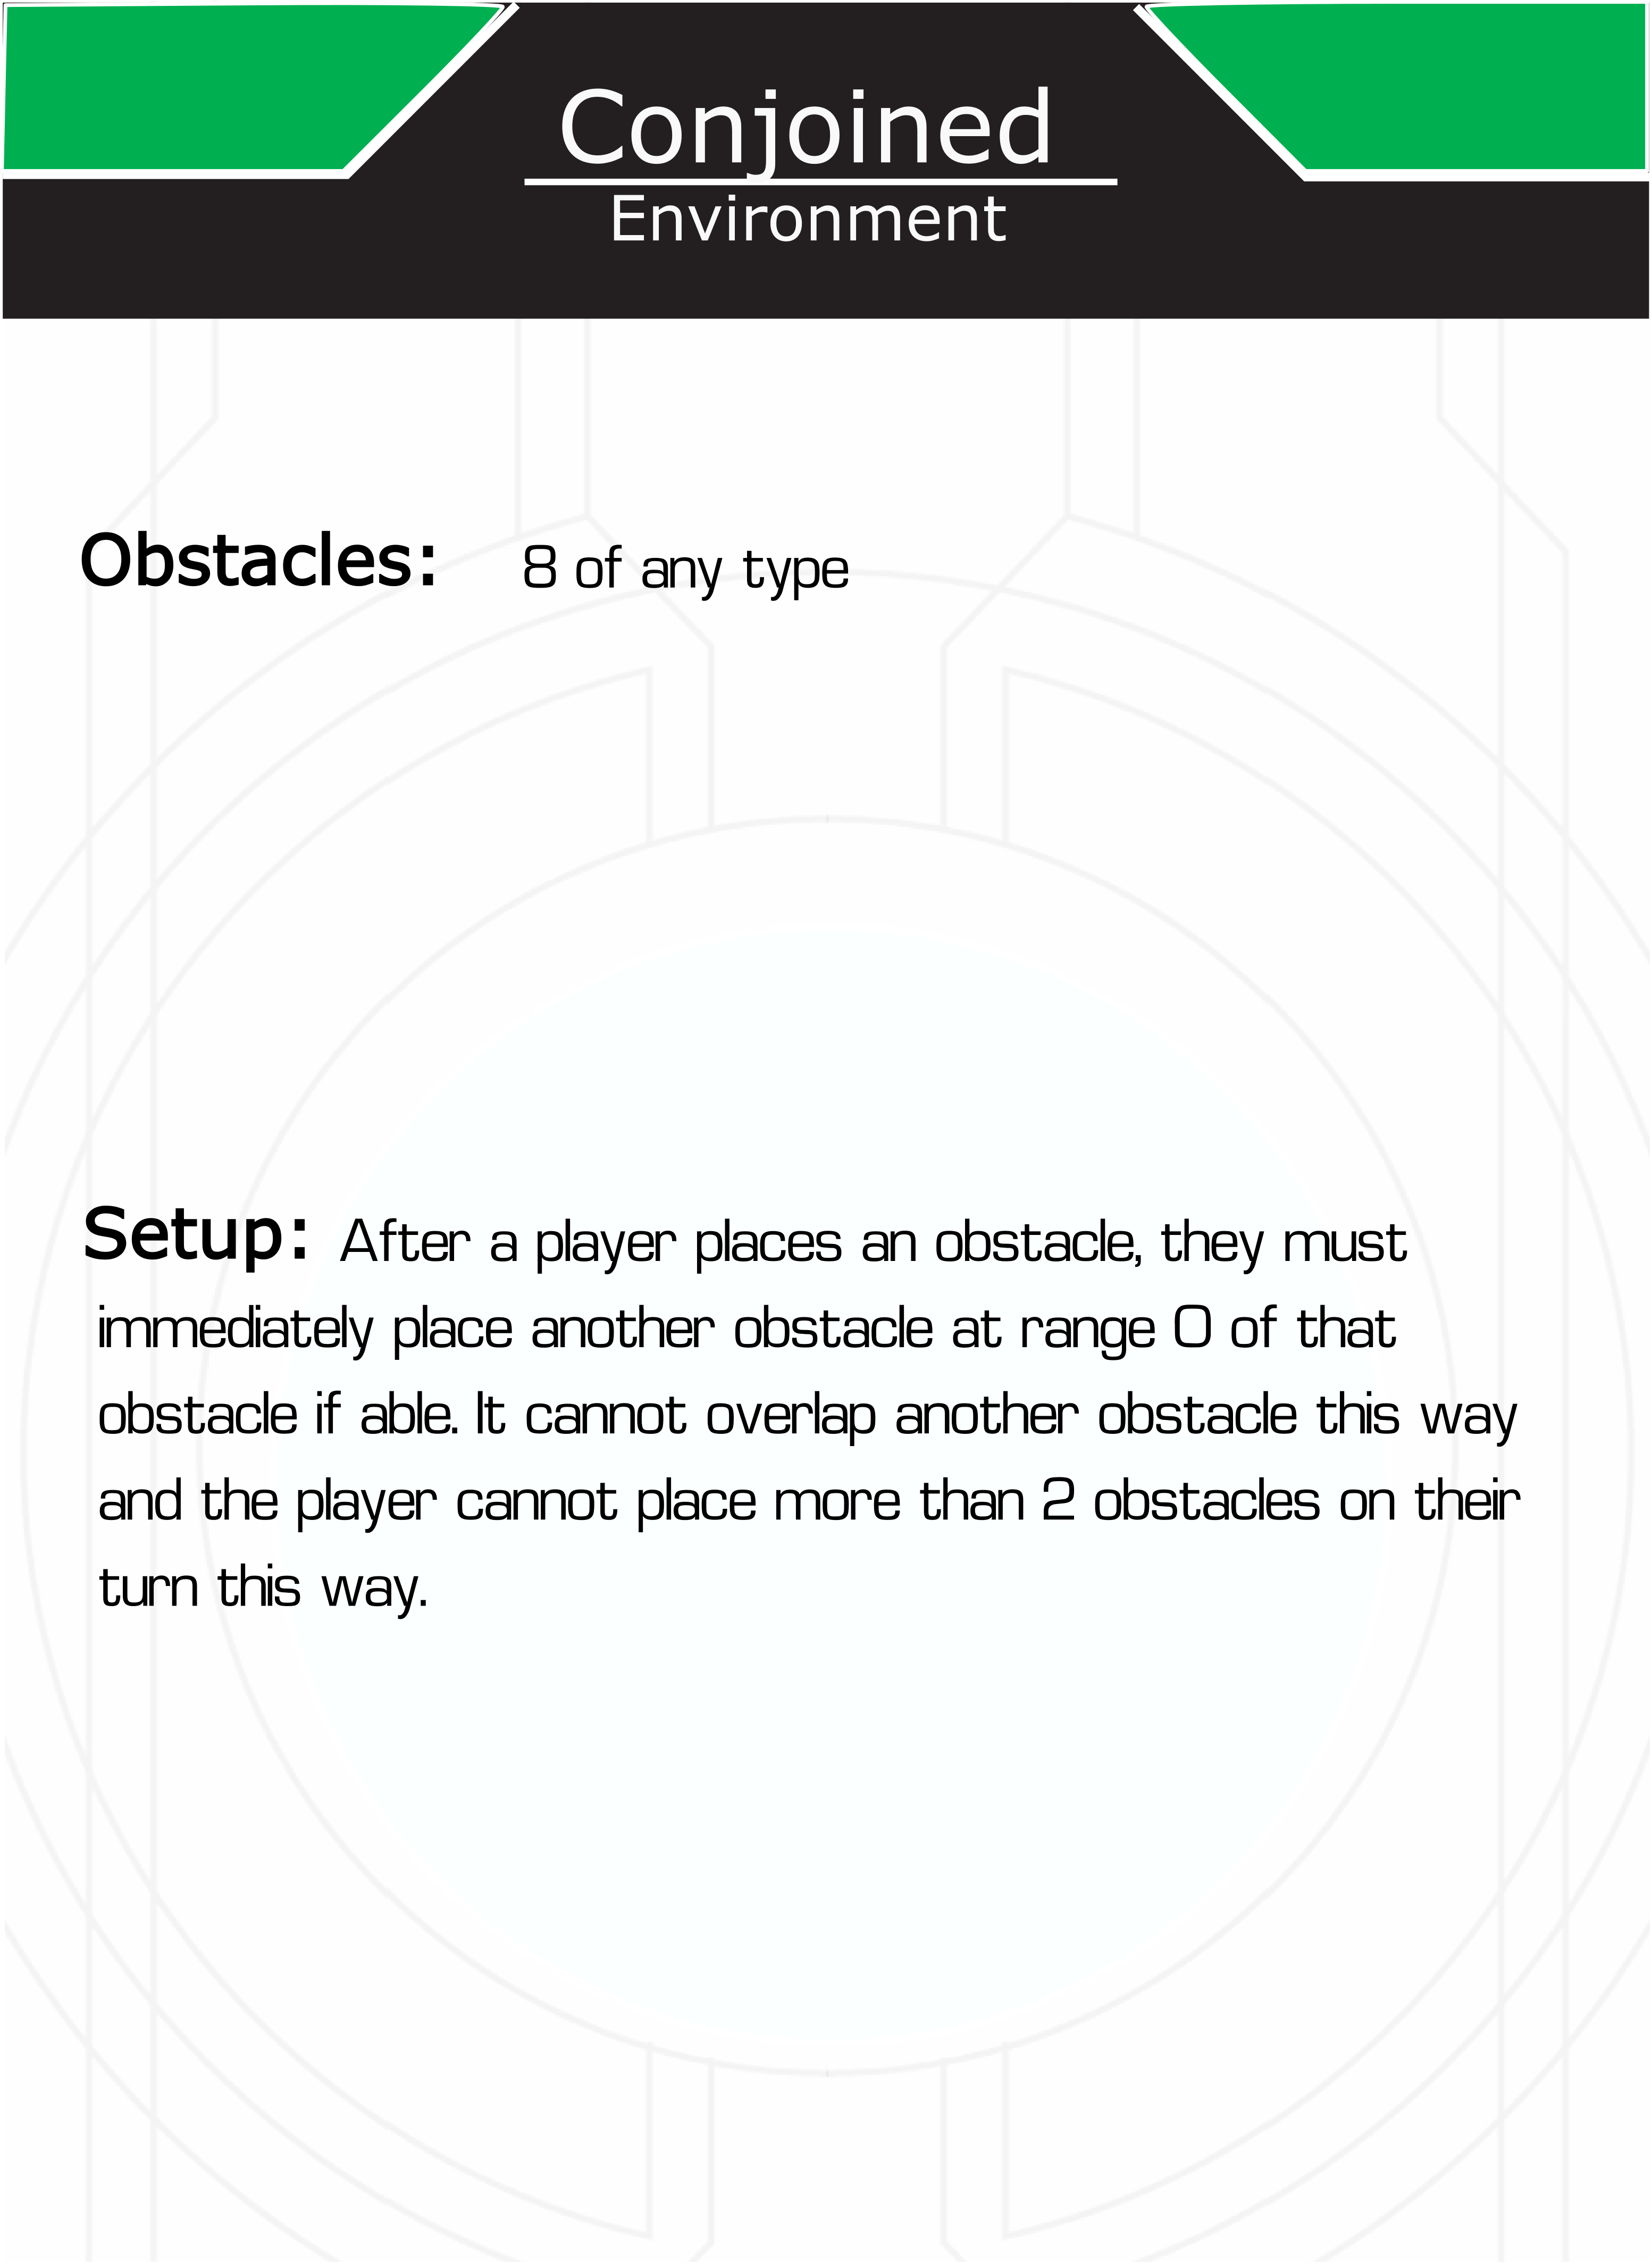 Conjoined
Environment
Obstacles: 8 of any type
Setup: After a player places an obstacle, they must
immediately place another obstacle at range 0 of that
obstacle if able. It cannot overlap another obstacle this way
and the player cannot place more than 2 obstacles on their
turn this way.